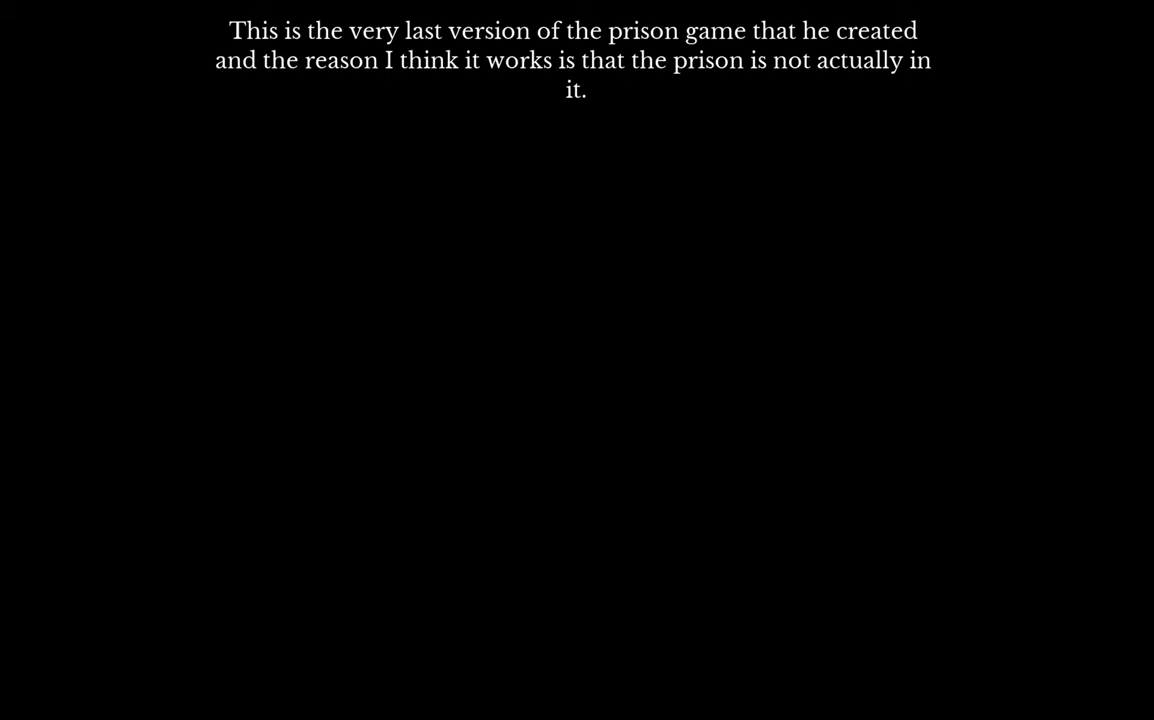 This is the very last version of the prison game that he created
and the reason I think it works is that the prison is not actually in
it.